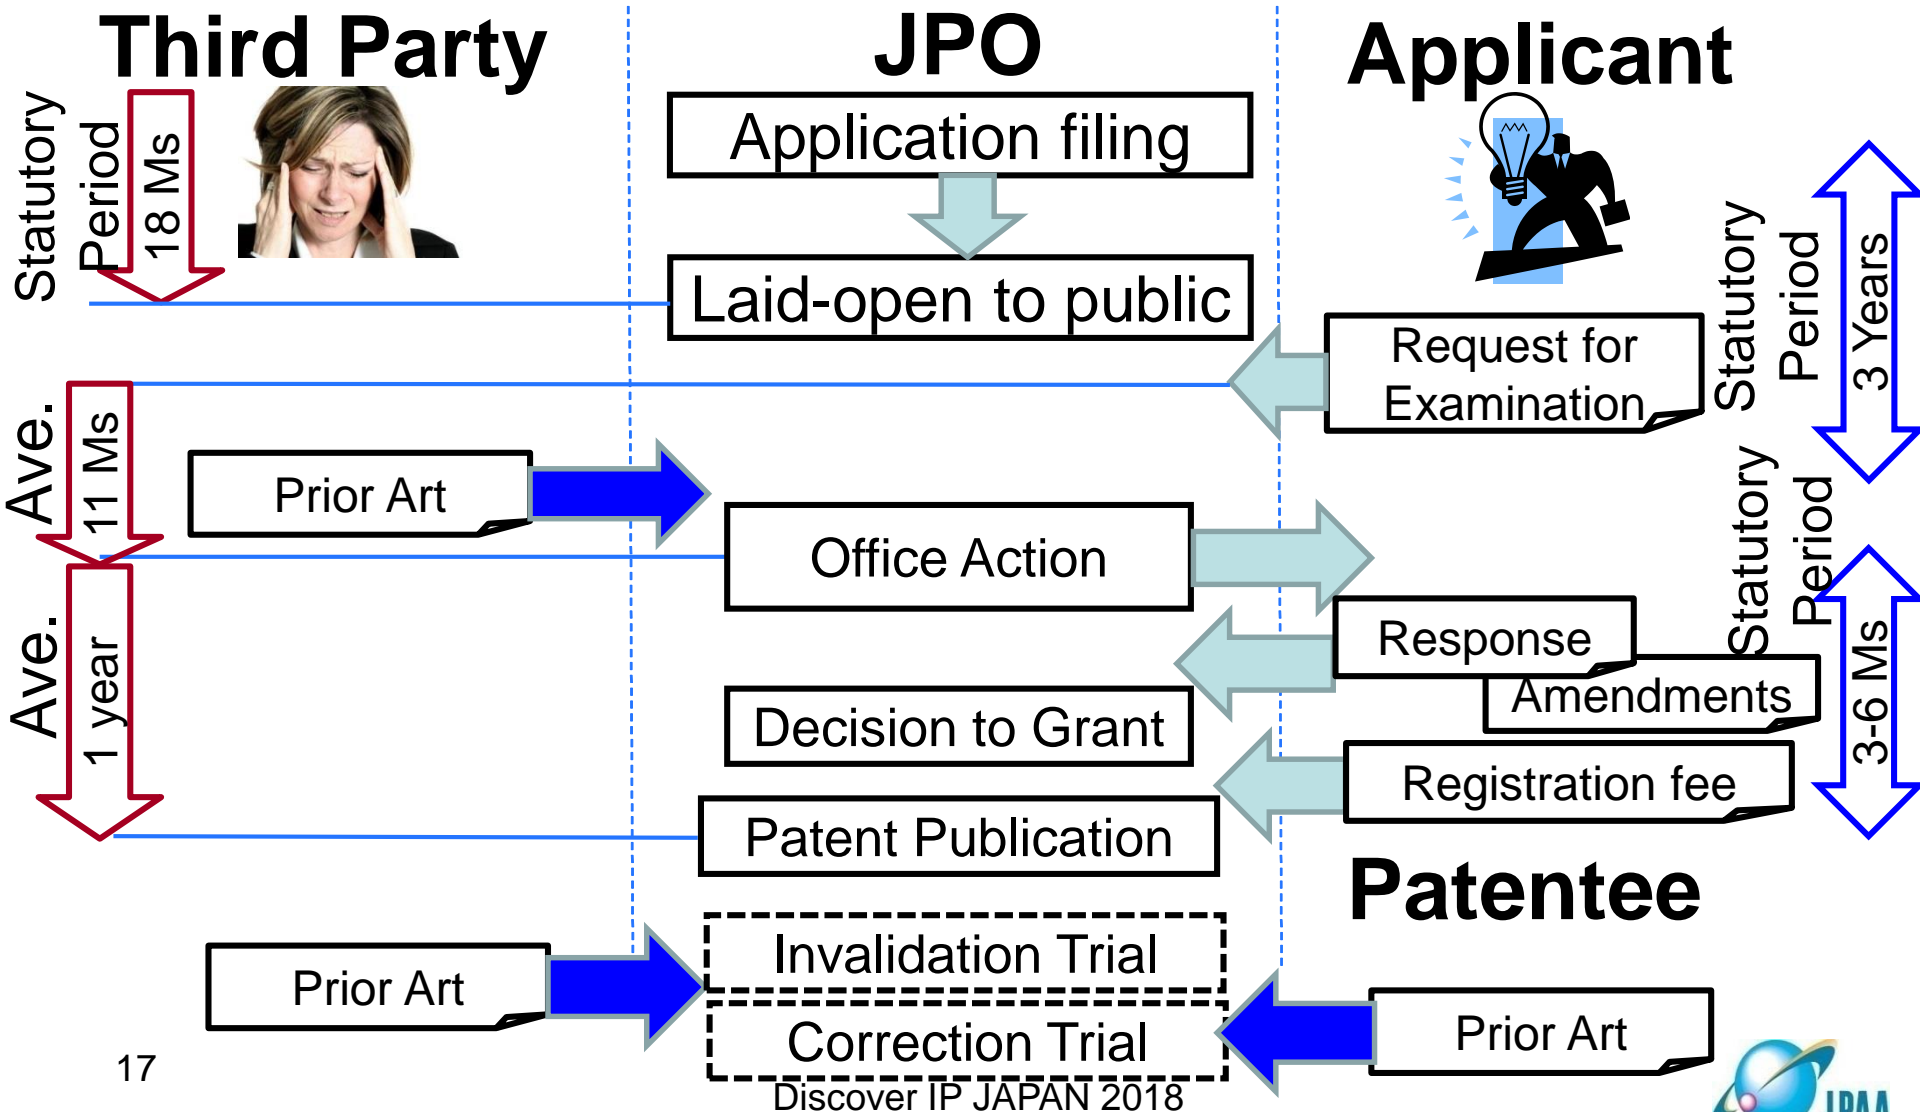 Third Party
JPO
Applicant
Statutory
Period
18 Ms
Application filing
Laid-open to public
Request for
Examination
Statutory
Period
3 Years
Ave.
11 Ms
Prior Art
Office Action
Statutory
Period
3-6 Ms
Response
Amendments
Ave.
1 year
Decision to Grant
Registration fee
Patent Publication
Patentee
Invalidation Trial
Prior Art
Correction Trial
Prior Art
17
Discover IP JAPAN 2018
JPAA